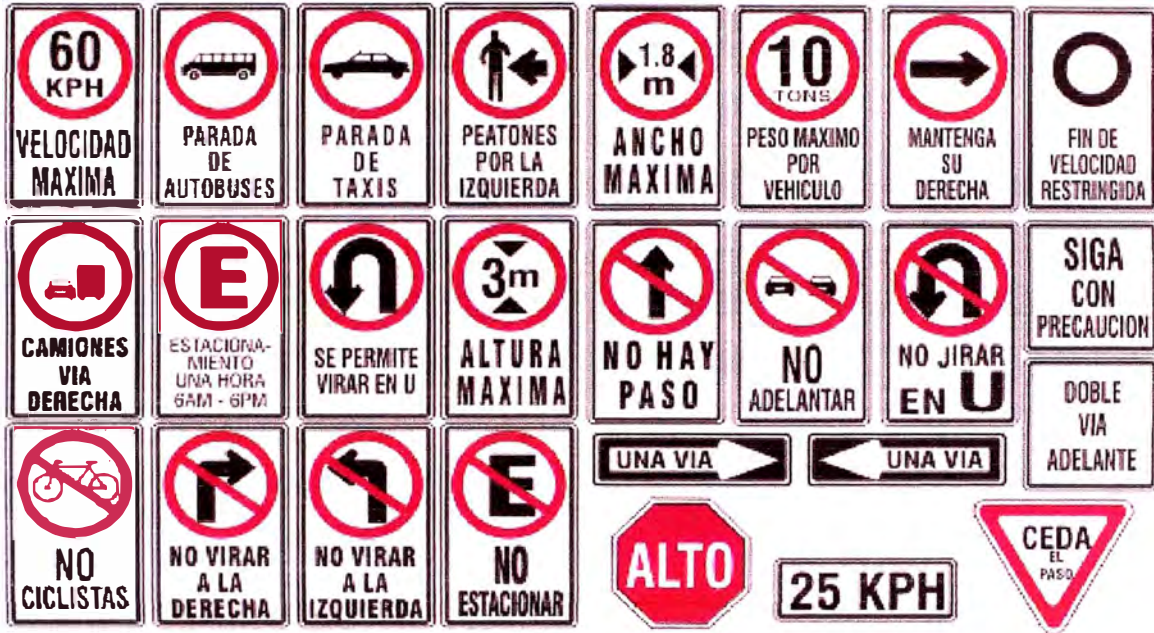 60
KPH
VELOCIDAD
MAXIMA
PARADA
DE
AUTOBUSES
PARADA
DE
TAXIS
PEATONES
POR LA
IZQUIERDA
1.8
m
ANCHO
MAXIMA
10
TONS
PESO MAXIMO
POR
VEHICULO
MANTENGA
SU
DERECHA
FIN DE
VELOCIDAD
RESTRINGIDA
CAMIONES
VIA
DERECHA
E
ESTACIONA-
MIENTO
UNA HORA
6AM - 6PM
SE PERMITE
VIRAR EN U
3m
ALTURA
MAXIMA
NO HAY
PASO
NO
ADELANTAR
NO JIRAR
EN U
SIGA
CON
PRECAUCION
DOBLE
VIA
ADELANTE
NO
CICLISTAS
NO VIRAR
A LA
DERECHA
NO VIRAR
A LA
IZQUIERDA
E
NO
ESTACIONAR
UNA VIA
UNA VIA
ALTO
25 KPH
CEDA
EL
PASO